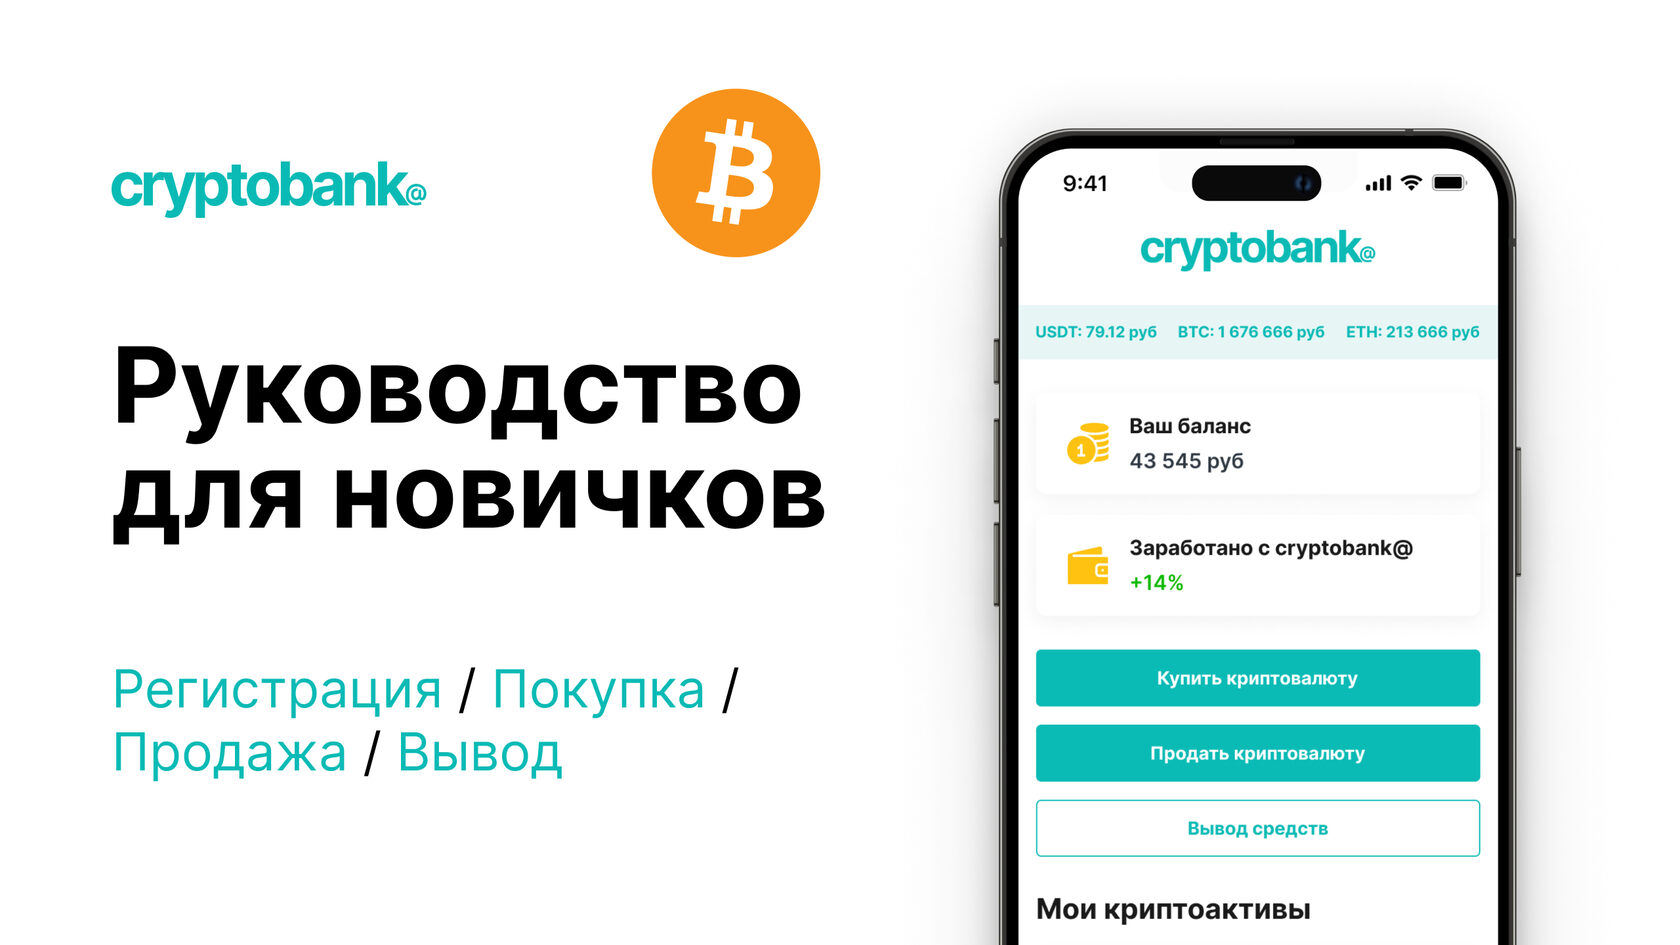 cryptobank@
Руководство
для новичков
Регистрация / Покупка /
Продажа / Вывод
9:41
cryptobank@
USDT: 79.12 руб BTC: 1 676 666 руб ETH: 213 666 руб
Ваш баланс
43 545 руб
Заработано с cryptobank@
+14%
Купить криптовалюту
Продать криптовалюту
Вывод средств
Мои криптоактивы